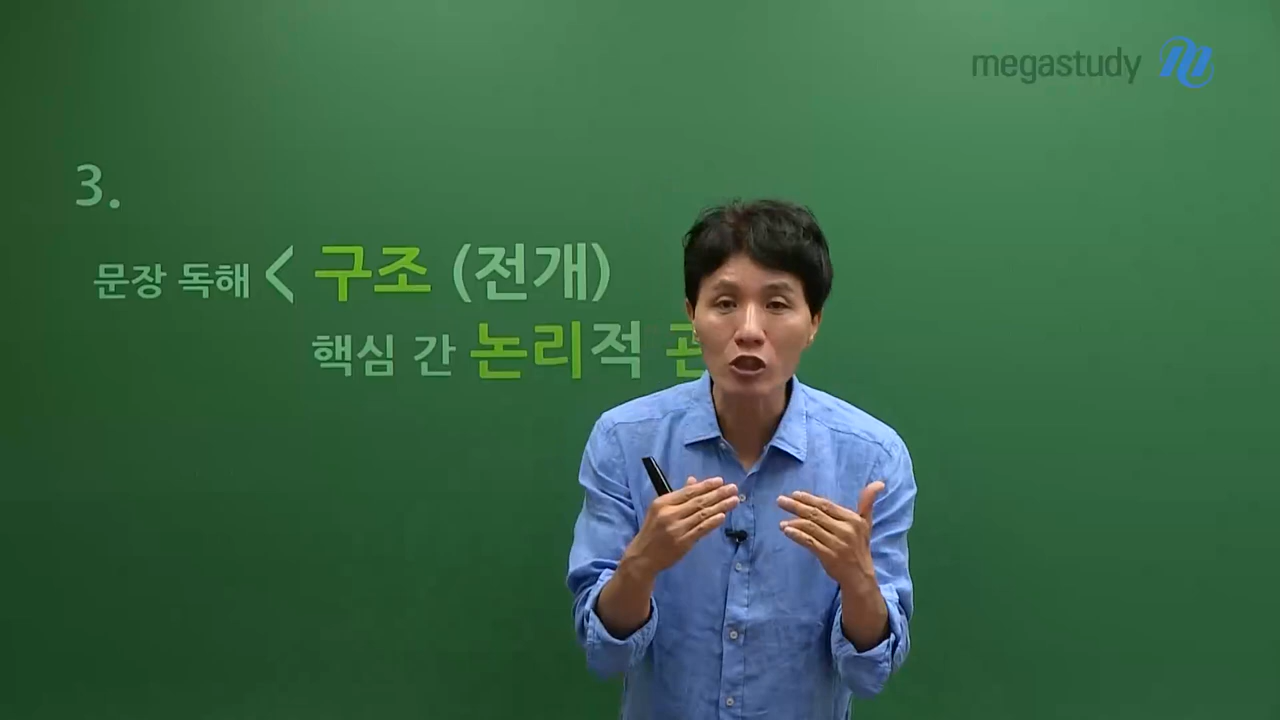 megastudy
3.
문장 독해 < 구조 (전개)
핵심 간 논리적